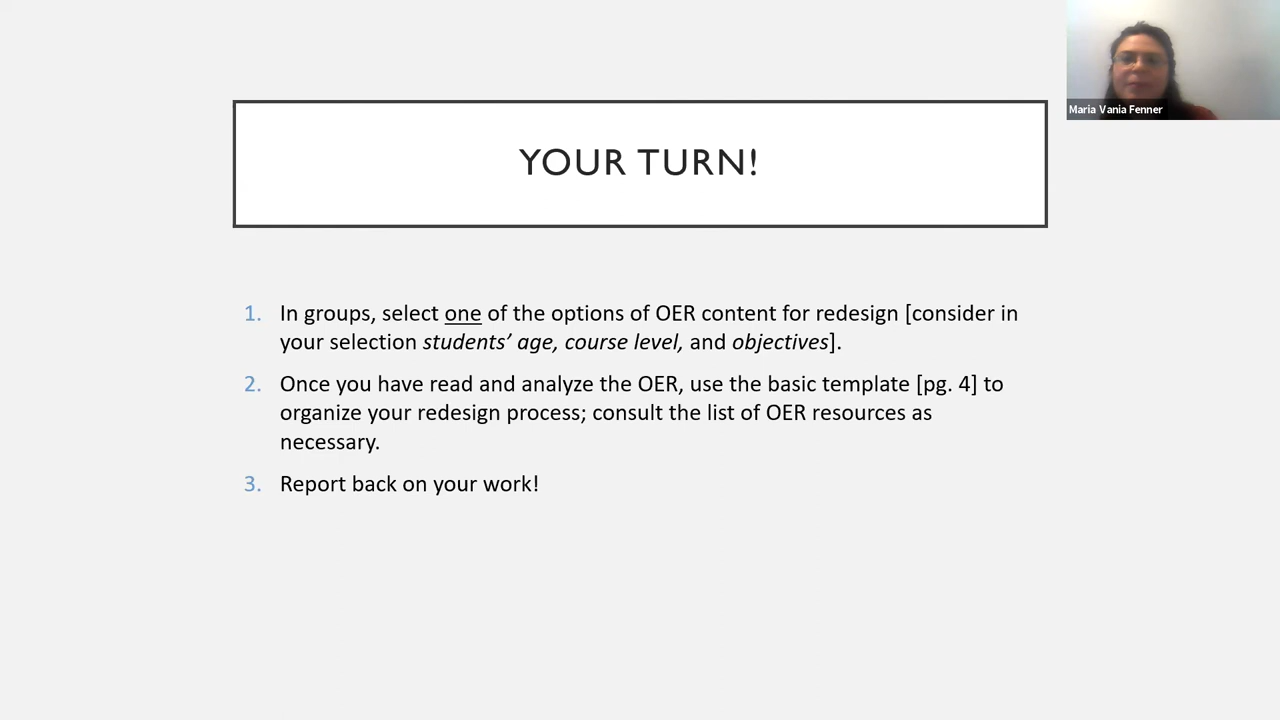 Maria Vania Fenner
YOUR TURN!
1. In groups, select one of the options of OER content for redesign [consider in
your selection students’ age, course level, and objectives].
2. Once you have read and analyze the OER, use the basic template [pg. 4] to
organize your redesign process; consult the list of OER resources as
necessary.
3. Report back on your work!